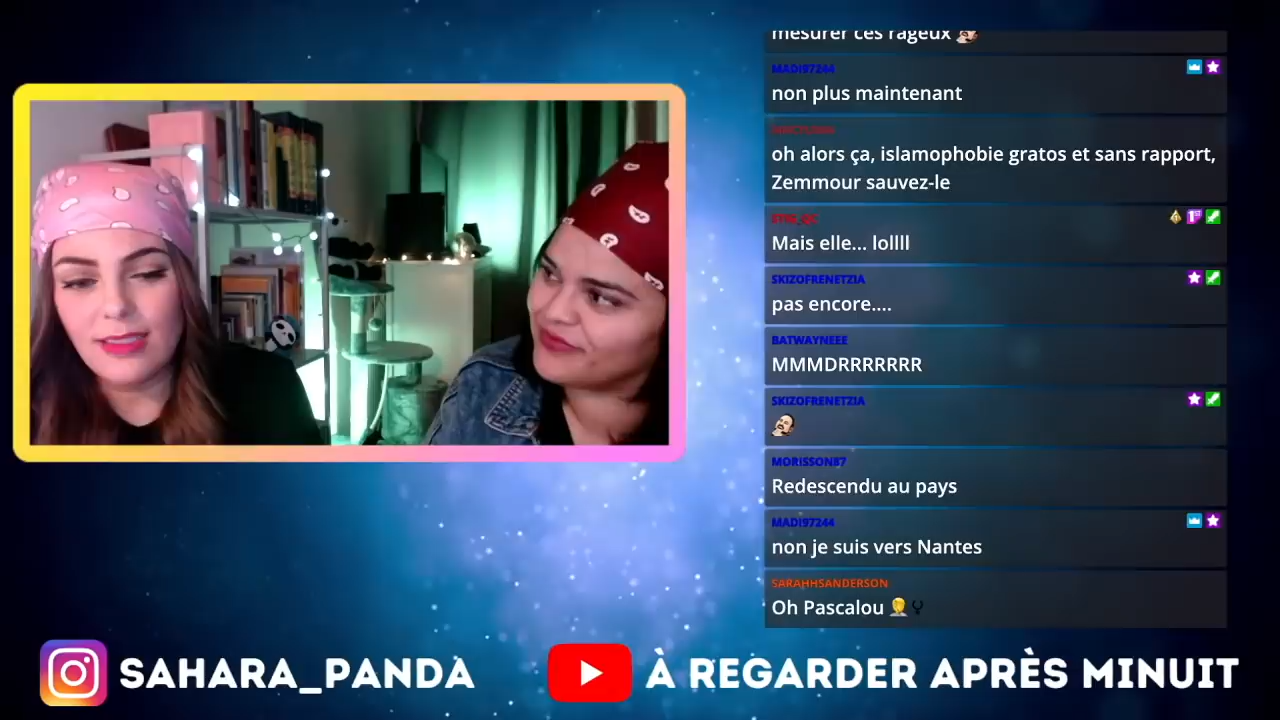 mesurer ces rageux
MADI97244
non plus maintenant
oh alors ça, islamophobie gratos et sans rapport,
Zemmour sauvez-le
STFR_QC
Mais elle... lollll
SKIZOFRENETZIA
pas encore....
BATWAYNEEE
MMMDRRRRRRR
SKIZOFRENETZIA
MORISSON87
Redescendu au pays
MADI97244
non je suis vers Nantes
SARAHHSANDERSON
Oh Pascalou
SAHARA_PANDA
À REGARDER APRÈS MINUIT